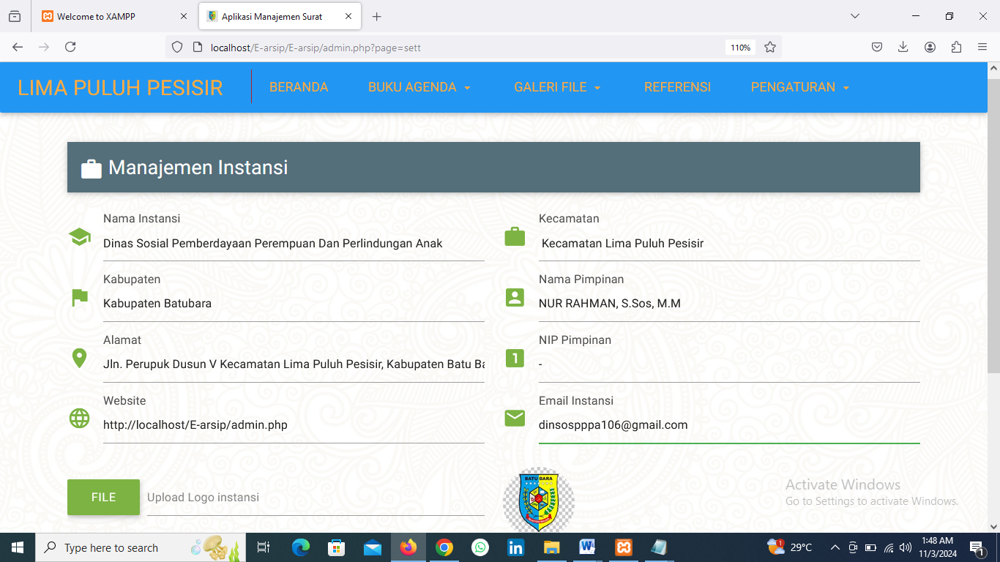 Welcome to XAMPP
Aplikasi Manajemen Surat
localhost/E-arsip/E-arsip/admin.php?page=sett
110%
LIMA PULUH PESISIR
BERANDA
BUKU AGENDA
GALERI FILE
REFERENSI
PENGATURAN
Manajemen Instansi
Nama Instansi
Dinas Sosial Pemberdayaan Perempuan Dan Perlindungan Anak
Kecamatan
Kecamatan Lima Puluh Pesisir
Kabupaten
Kabupaten Batubara
Nama Pimpinan
NUR RAHMAN, S.Sos, M.M
Alamat
Jln. Perupuk Dusun V Kecamatan Lima Puluh Pesisir, Kabupaten Batu Ba
NIP Pimpinan
-
Website
http://localhost/E-arsip/admin.php
Email Instansi
dinsospppa106@gmail.com
FILE
Upload Logo instansi
BATU BARA
Activate Windows
Go to Settings to activate Windows.
Type here to search
1
29°C
1:48 AM
11/3/2024
1